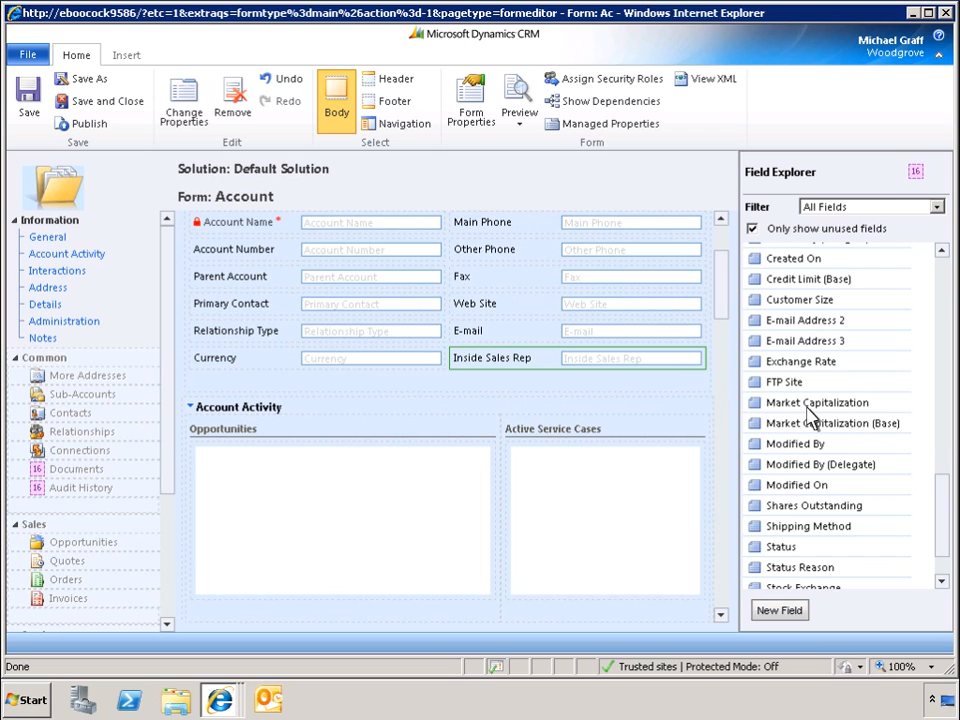 http://eboocock9586/?etc=1&extraqs=formtype%3dmain%26action%3d-1&pagetype=formeditor - Form: Ac - Windows Internet Explorer
Microsoft Dynamics CRM
Michael Graff
Woodgrove
File Home Insert
Save
Save As
Save and Close
Publish
Save
Change Properties
Remove
Undo
Redo
Edit
Body
Header
Footer
Navigation
Select
Form Properties
Preview
Assign Security Roles
Show Dependencies
Managed Properties
View XML
Form
Information
General
Account Activity
Interactions
Address
Details
Administration
Notes
Common
More Addresses
Sub-Accounts
Contacts
Relationships
Connections
16 Documents
16 Audit History
Sales
Opportunities
Quotes
Orders
Invoices
Solution: Default Solution
Form: Account
Account Name * Account Name Main Phone Main Phone
Account Number Account Number Other Phone Other Phone
Parent Account Parent Account Fax Fax
Primary Contact Primary Contact Web Site Web Site
Relationship Type Relationship Type E-mail E-mail
Currency Currency Inside Sales Rep Inside Sales Rep
Account Activity
Opportunities Active Service Cases
Field Explorer 16
Filter All Fields
Only show unused fields
Created On
Credit Limit (Base)
Customer Size
E-mail Address 2
E-mail Address 3
Exchange Rate
FTP Site
Market Capitalization
Market Capitalization (Base)
Modified By
Modified By (Delegate)
Modified On
Shares Outstanding
Shipping Method
Status
Status Reason
Stock Exchange
New Field
Done Trusted sites | Protected Mode: Off 100%
Start